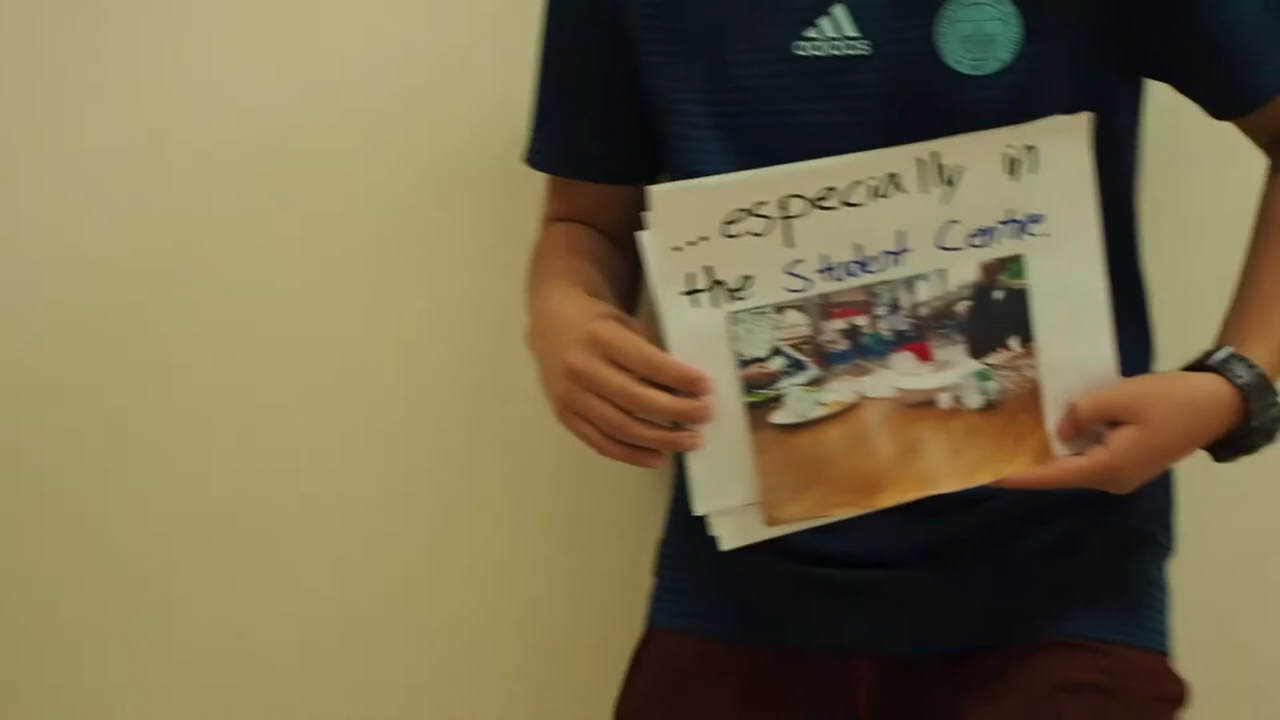 adidas
...especially in
the Student Centre.